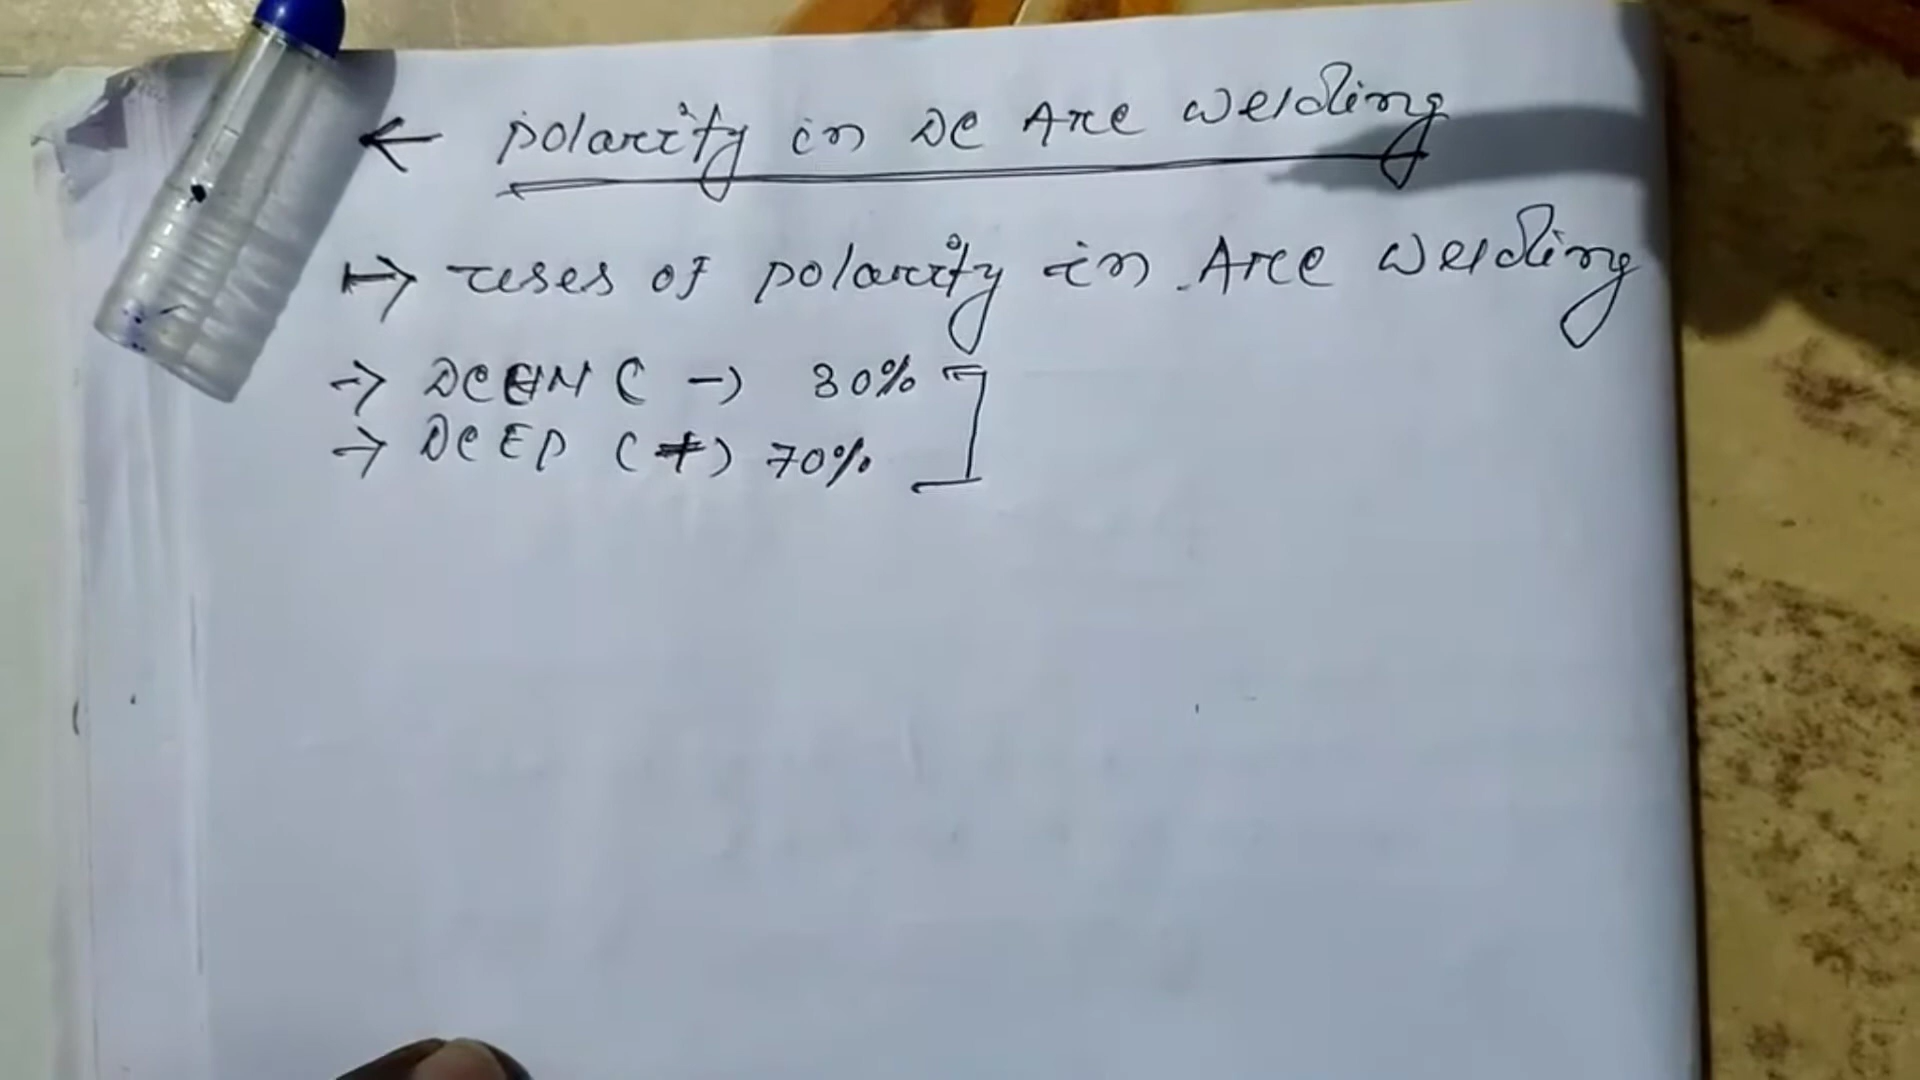 ← polarity in DC Arc welding
→ uses of polarity in Arc welding
→ DCEN (-) 30%
→ DCEP (+) 70%